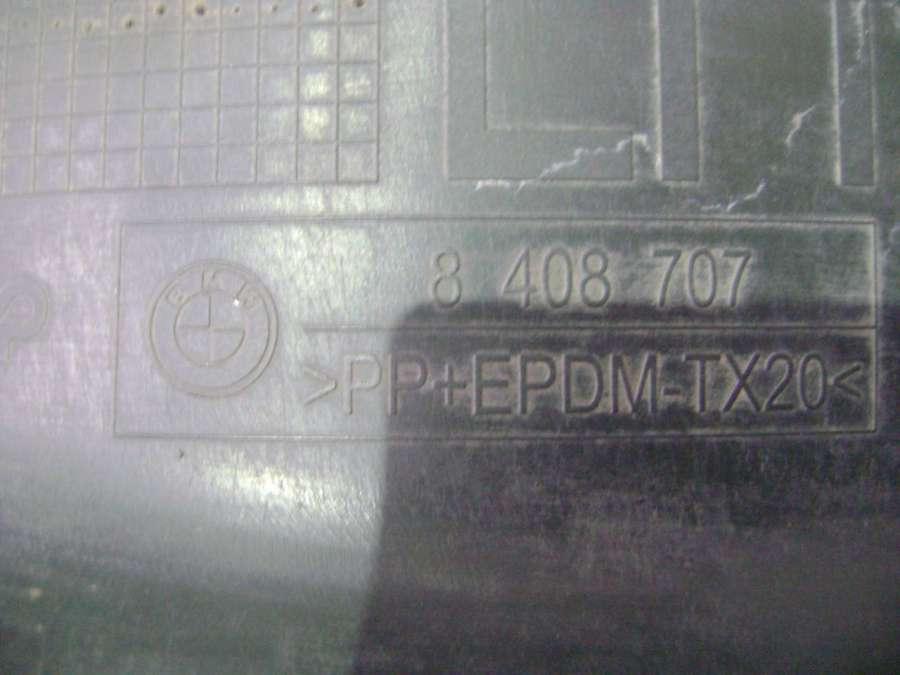 BMW
8 408 707
>PP+EPDM-TX20<